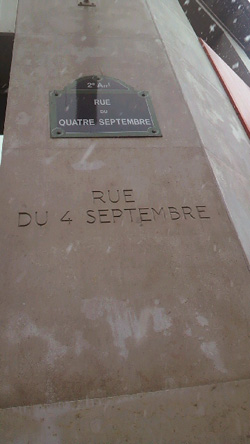 2e Arrt
RUE
DU
QUATRE SEPTEMBRE
RUE
DU 4 SEPTEMBRE